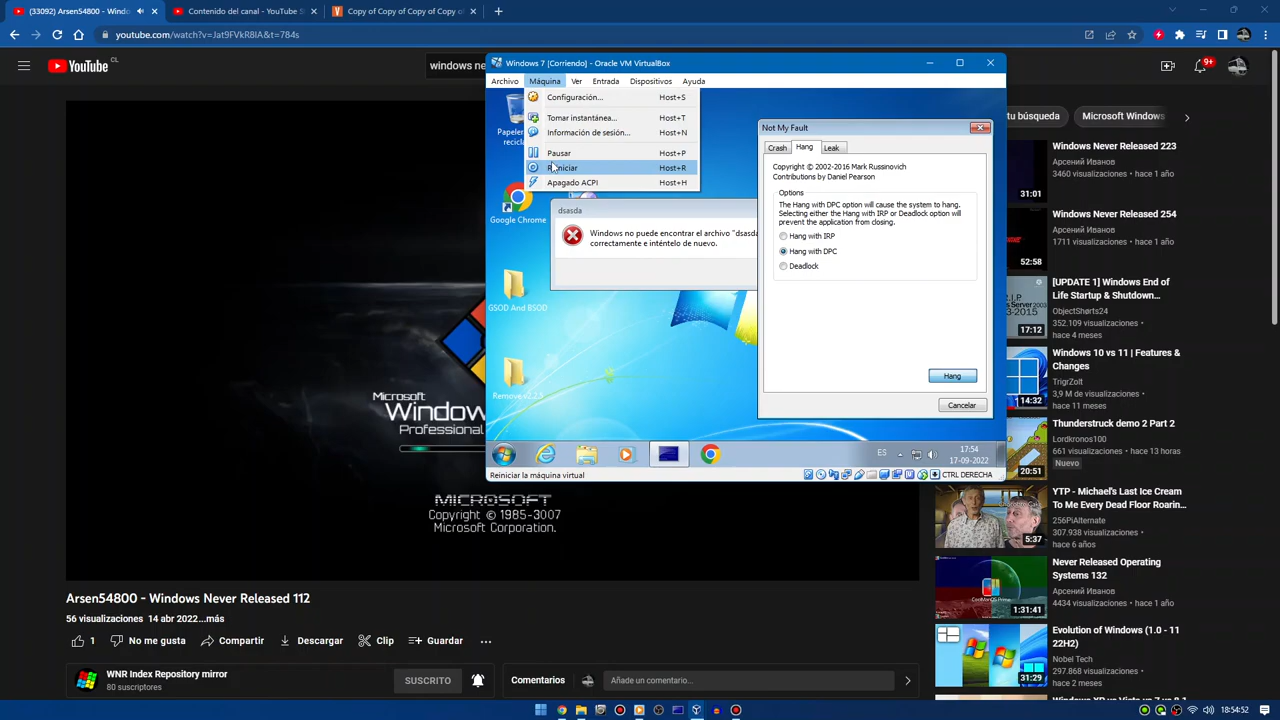 (33092) Arsen54800 - Windo
Contenido del canal - YouTube S
Copy of Copy of Copy of Copy of
youtube.com/watch?v=Jat9FVkR8IA&t=784s
YouTube
CL
windows ne
9+
tu búsqueda
Microsoft Windows
Windows 7 [Corriendo] - Oracle VM VirtualBox
Archivo
Máquina
Ver
Entrada
Dispositivos
Ayuda
Configuración...
Host+S
Tomar instantánea...
Host+T
Información de sesión...
Host+N
Pausar
Host+P
Reiniciar
Host+R
Apagado ACPI
Host+H
Papelera
recicla
Google Chrome
GSOD And BSOD
Remove v2.2.3
dsasda
Windows no puede encontrar el archivo "dsasda
correctamente e inténtelo de nuevo.
Not My Fault
Crash
Hang
Leak
Copyright © 2002-2016 Mark Russinovich
Contributions by Daniel Pearson
Options
The Hang with DPC option will cause the system to hang.
Selecting either the Hang with IRP or Deadlock option will
prevent the application from closing.
Hang with IRP
Hang with DPC
Deadlock
Hang
Cancelar
ES
17:54
17-09-2022
Reiniciar la máquina virtual
CTRL DERECHA
Microsoft
Window
Professional
MICROSOFT
Copyright © 1985-3007
Microsoft Corporation.
Arsen54800 - Windows Never Released 112
56 visualizaciones 14 abr 2022 ...más
1
No me gusta
Compartir
Descargar
Clip
Guardar
WNR Index Repository mirror
80 suscriptores
SUSCRITO
Comentarios
Añade un comentario...
Windows Never Released 223
Арсений Иванов
3460 visualizaciones •
hace 1 año
Windows Never Released 254
Арсений Иванов
hace 1 año
52:58
[UPDATE 1] Windows End of
Life Startup & Shutdown...
ObjectShørts24
352.109 visualizaciones •
hace 4 meses
17:12
Windows 10 vs 11 | Features &
Changes
TrigrZolt
3,9 M de visualizaciones •
hace 11 meses
14:32
Thunderstruck demo 2 Part 2
Lordkronos100
661 visualizaciones • hace 13 horas
Nuevo
20:51
YTP - Michael's Last Ice Cream
To Me Every Dead Floor Roarin...
256PiAlternate
307.938 visualizaciones •
hace 6 años
5:37
Never Released Operating
Systems 132
Арсений Иванов
4434 visualizaciones • hace 1 año
1:31:41
Evolution of Windows (1.0 - 11
22H2)
Nobel Tech
297.868 visualizaciones •
hace 2 meses
31:29
18:54:52